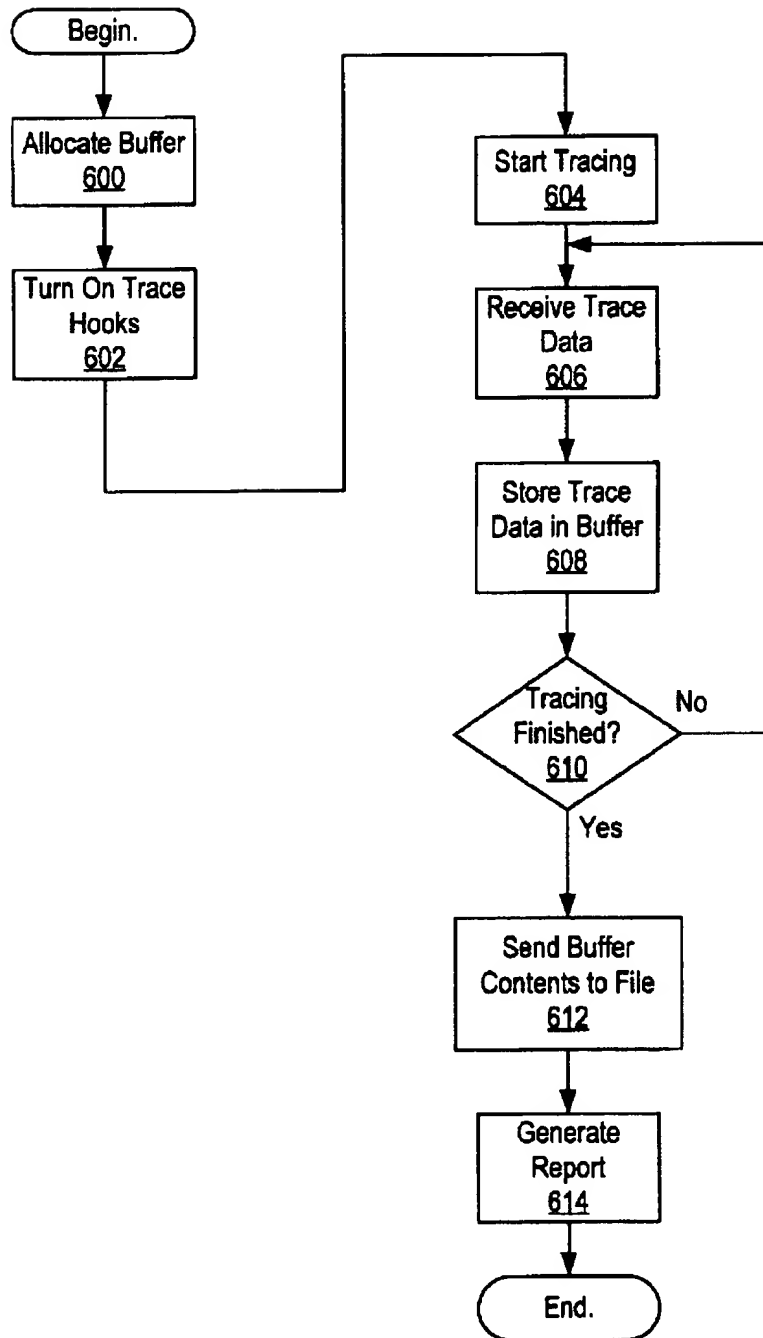 Begin.
Allocate Buffer
600
Turn On Trace
Hooks
602
Start Tracing
604
Receive Trace
Data
606
Store Trace
Data in Buffer
608
Tracing
Finished?
610
No
Yes
Send Buffer
Contents to File
612
Generate
Report
614
End.